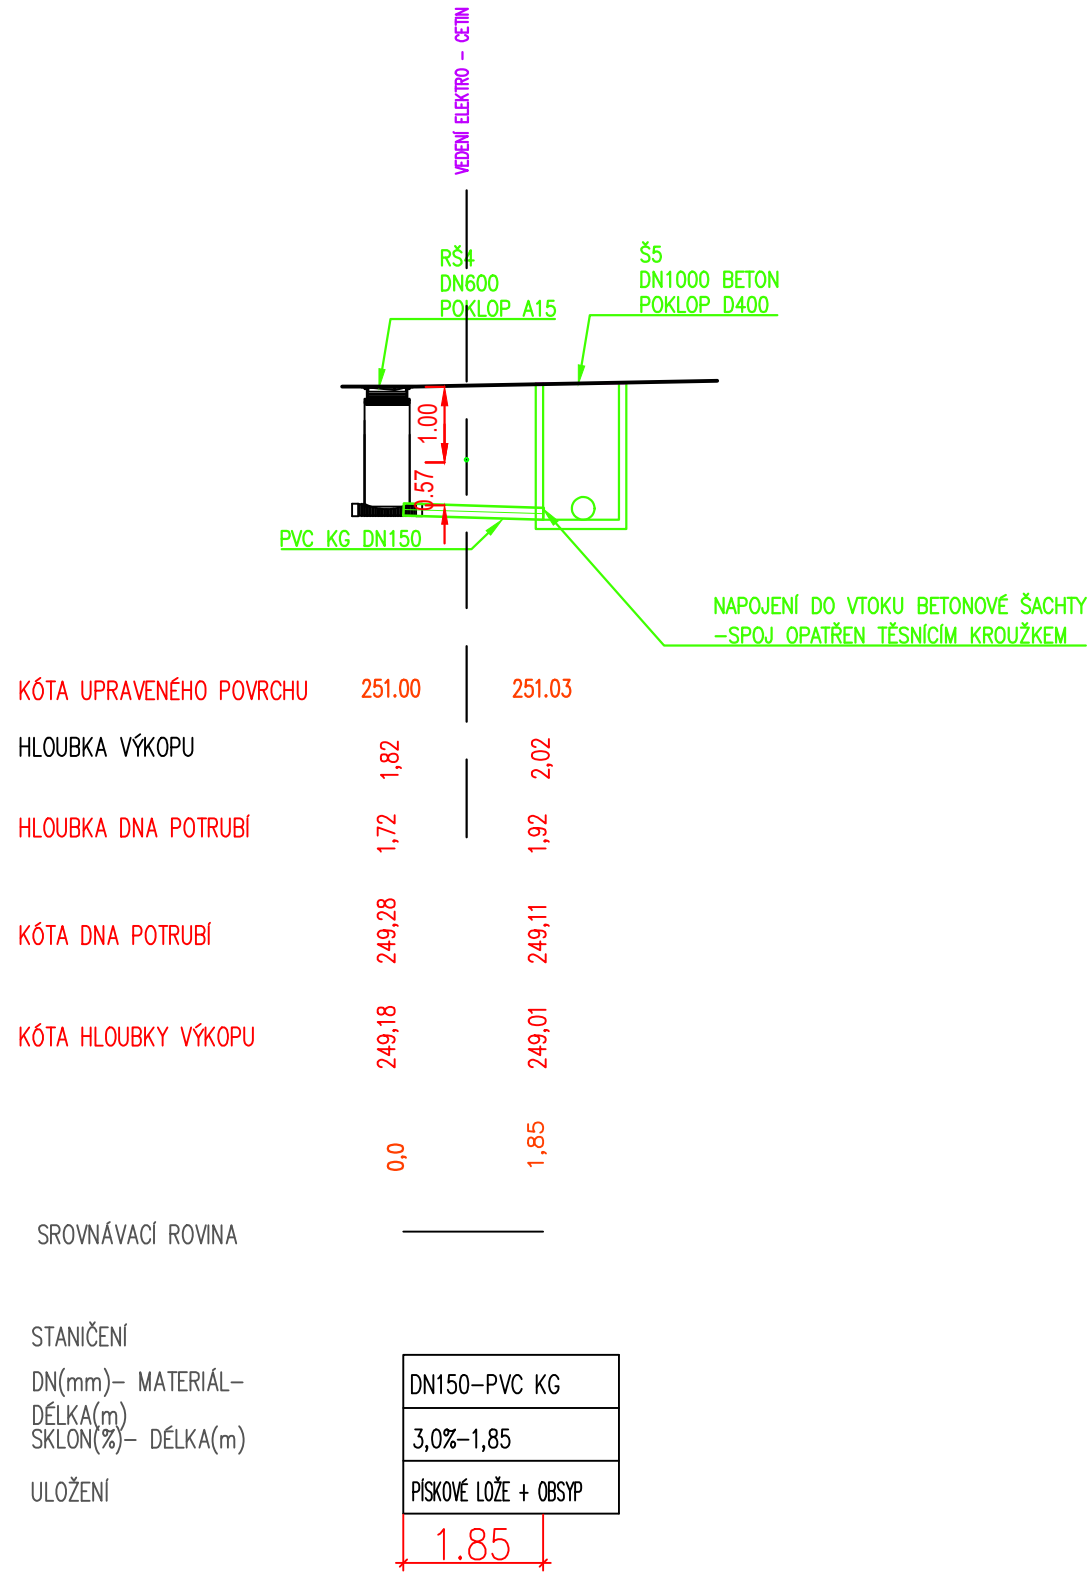 VEDENÍ ELEKTRO - CETIN
RŠ4
DN600
POKLOP A15
Š5
DN1000 BETON
POKLOP D400
1.00
0.57
PVC KG DN150
NAPOJENÍ DO VTOKU BETONOVÉ ŠACHTY
-SPOJ OPATŘEN TĚSNÍCÍM KROUŽKEM
KÓTA UPRAVENÉHO POVRCHU 251.00 251.03
HLOUBKA VÝKOPU 1,82 2,02
HLOUBKA DNA POTRUBÍ 1,72 1,92
KÓTA DNA POTRUBÍ 249,28 249,11
KÓTA HLOUBKY VÝKOPU 249,18 249,01
0,0 1,85
SROVNÁVACÍ ROVINA
STANIČENÍ
DN(mm)- MATERIÁL-
DÉLKA(m)
DN150-PVC KG
SKLON(%)- DÉLKA(m) 3,0%-1,85
ULOŽENÍ PÍSKOVÉ LOŽE + OBSYP
1.85